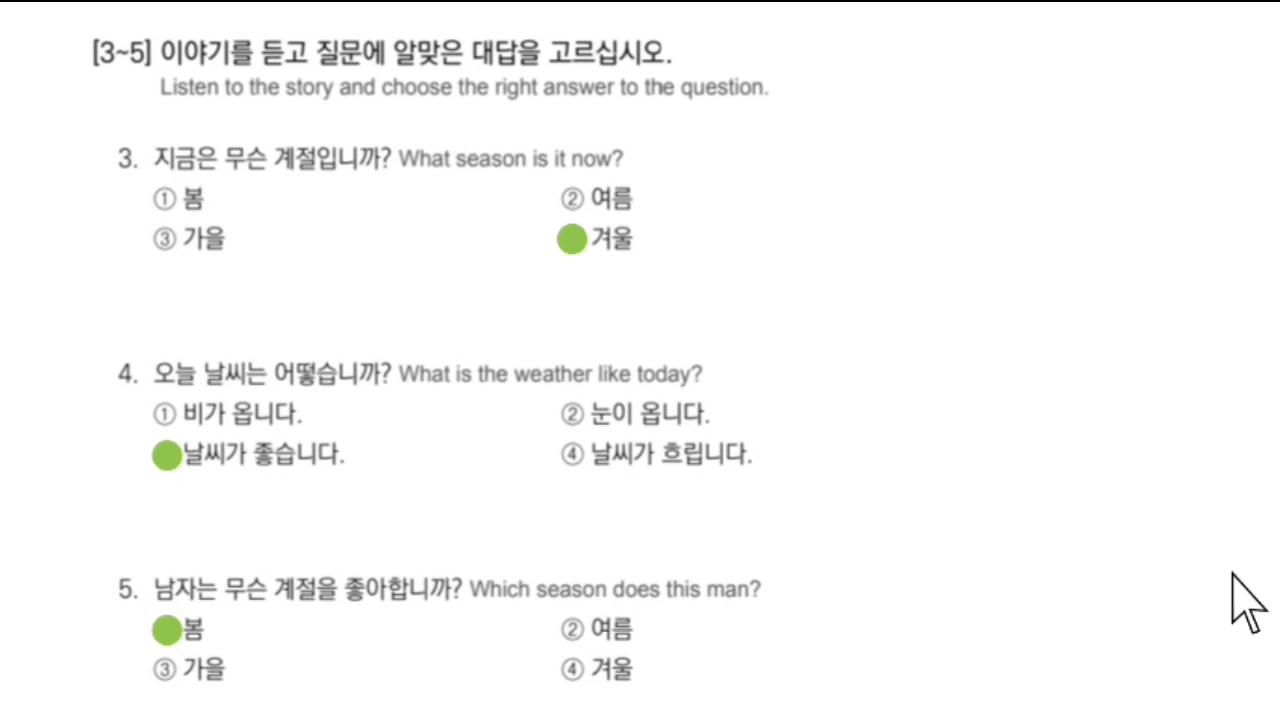 [3~5] 이야기를 듣고 질문에 알맞은 대답을 고르십시오.
Listen to the story and choose the right answer to the question.
3. 지금은 무슨 계절입니까? What season is it now?
① 봄 ② 여름
③ 가을 겨울
4. 오늘 날씨는 어떻습니까? What is the weather like today?
① 비가 옵니다. ② 눈이 옵니다.
날씨가 좋습니다. ④ 날씨가 흐립니다.
5. 남자는 무슨 계절을 좋아합니까? Which season does this man?
봄 ② 여름
③ 가을 ④ 겨울